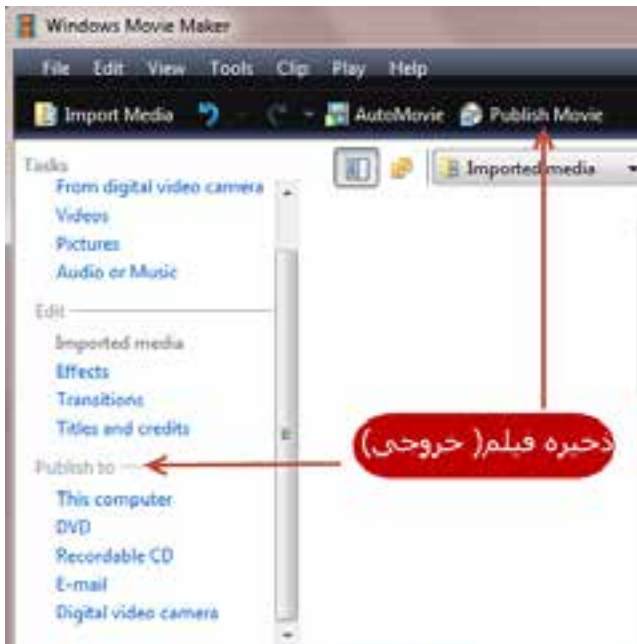 Windows Movie Maker
File Edit View Tools Clip Play Help
Import Media AutoMovie Publish Movie
Tasks
Imported media
From digital video camera
Videos
Pictures
Audio or Music
Edit
Imported media
Effects
Transitions
Titles and credits
ذخیره فیلم( خروجی)
Publish to
This computer
DVD
Recordable CD
E-mail
Digital video camera